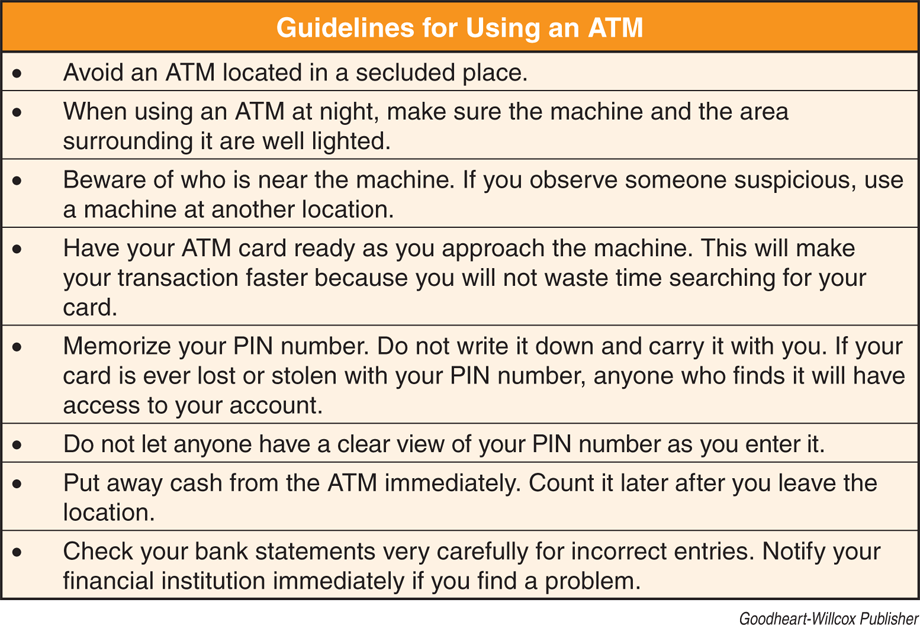 Guidelines for Using an ATM
• Avoid an ATM located in a secluded place.
• When using an ATM at night, make sure the machine and the area
surrounding it are well lighted.
• Beware of who is near the machine. If you observe someone suspicious, use
a machine at another location.
• Have your ATM card ready as you approach the machine. This will make
your transaction faster because you will not waste time searching for your
card.
• Memorize your PIN number. Do not write it down and carry it with you. If your
card is ever lost or stolen with your PIN number, anyone who finds it will have
access to your account.
• Do not let anyone have a clear view of your PIN number as you enter it.
• Put away cash from the ATM immediately. Count it later after you leave the
location.
• Check your bank statements very carefully for incorrect entries. Notify your
financial institution immediately if you find a problem.
Goodheart-Willcox Publisher